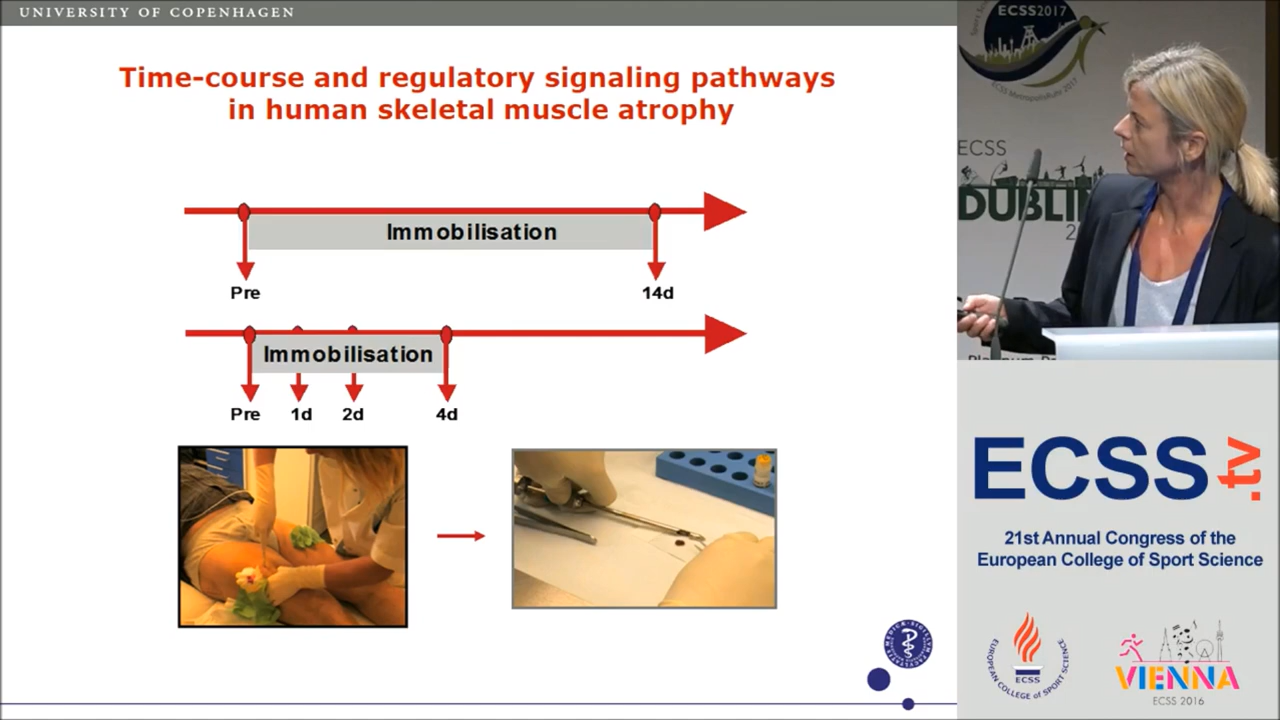 UNIVERSITY OF COPENHAGEN
Time-course and regulatory signaling pathways
in human skeletal muscle atrophy
Immobilisation
Pre
14d
Immobilisation
Pre
1d
2d
4d
ECSS2017
ECSS
DUBLIN
ECSS .tv
21st Annual Congress of the
European College of Sport Science
EUROPEAN COLLEGE OF SPORT SCIENCE
ECSS
VIENNA
ECSS 2016